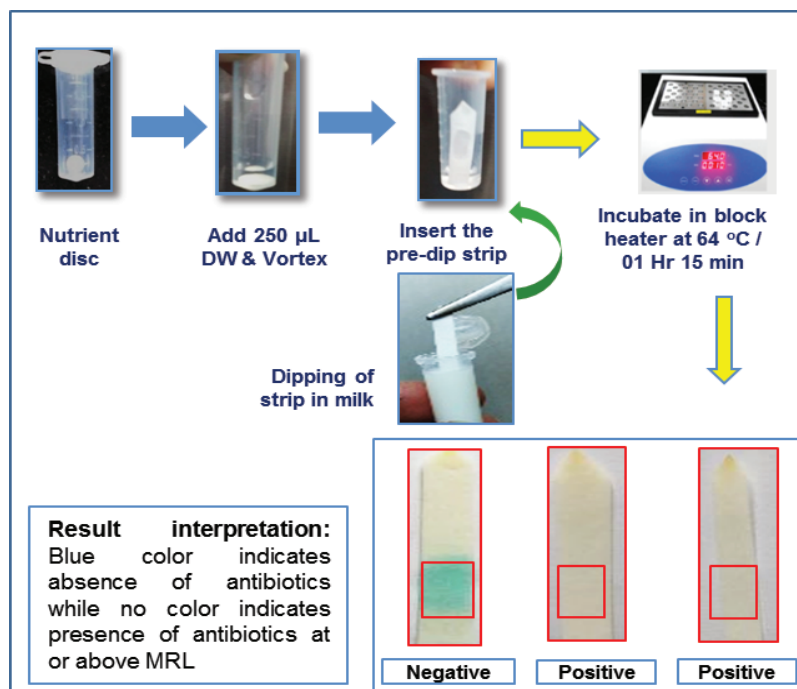 Nutrient
disc
Add 250 µL
DW & Vortex
Insert the
pre-dip strip
Incubate in block
heater at 64 °C /
01 Hr 15 min
Dipping of
strip in milk
Result interpretation:
Blue color indicates
absence of antibiotics
while no color indicates
presence of antibiotics at
or above MRL
Negative
Positive
Positive